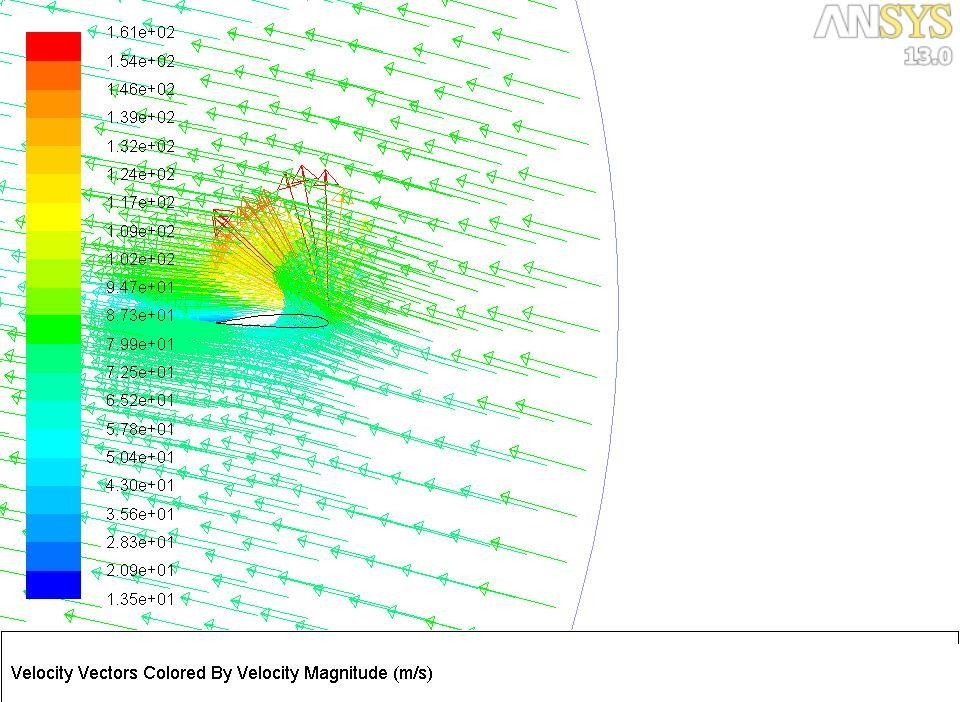 ANSYS
13.0
1.61e+02
1.54e+02
1.46e+02
1.39e+02
1.32e+02
1.24e+02
1.17e+02
1.09e+02
1.02e+02
9.47e+01
8.73e+01
7.99e+01
7.25e+01
6.52e+01
5.78e+01
5.04e+01
4.30e+01
3.56e+01
2.83e+01
2.09e+01
1.35e+01
Velocity Vectors Colored By Velocity Magnitude (m/s)